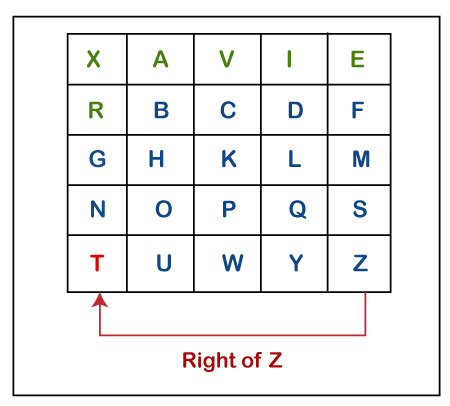 X A V I E
R B C D F
G H K L M
N O P Q S
T U W Y Z
Right of Z